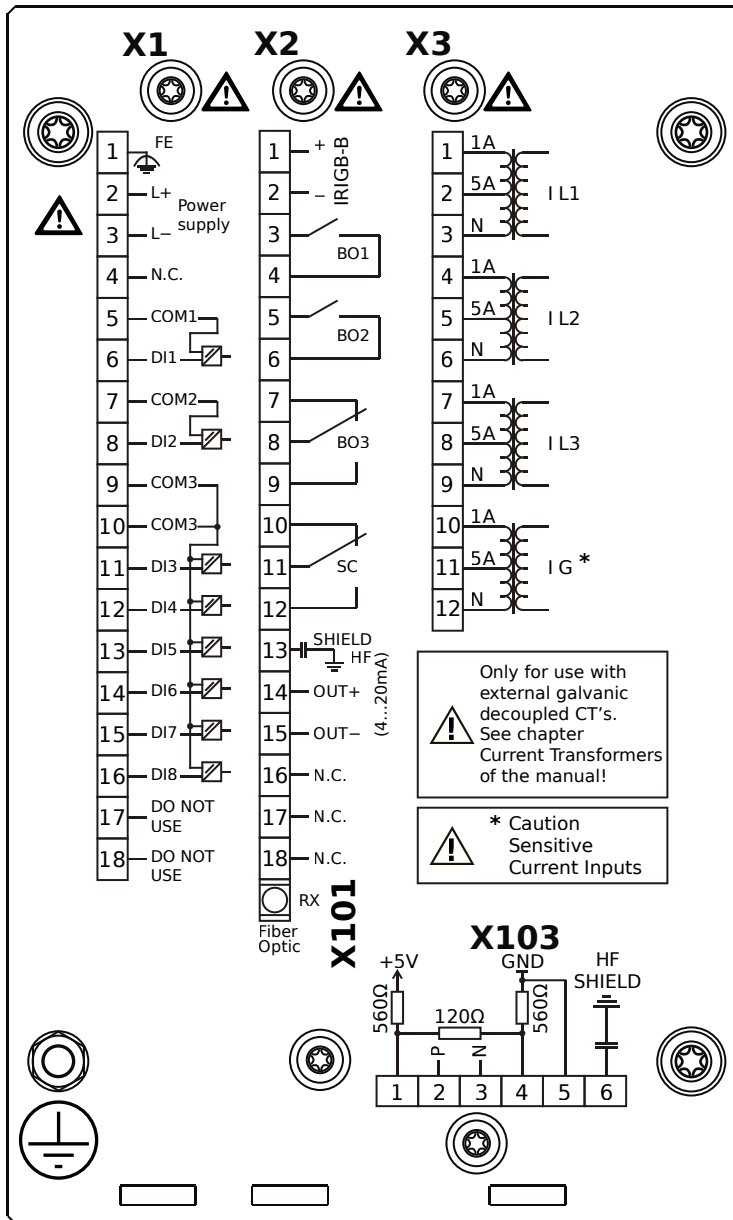 X1
X2
X3
1 FE
2 L+
Power
supply
3 L−
4 N.C.
5 COM1
6 DI1
7 COM2
8 DI2
9 COM3
10 COM3
11 DI3
12 DI4
13 DI5
14 DI6
15 DI7
16 DI8
17 DO NOT
USE
18 DO NOT
USE
1 +
2 −
IRIGB-B
3
BO1
4
5
BO2
6
7
8 BO3
9
10
11 SC
12
13 SHIELD
HF
14 OUT+
15 OUT−
(4...20mA)
16 N.C.
17 N.C.
18 N.C.
RX
Fiber
Optic
X101
1 1A
2 5A I L1
3 N
4 1A
5 5A I L2
6 N
7 1A
8 5A I L3
9 N
10 1A
11 5A I G *
12 N
! Only for use with
external galvanic
decoupled CT's.
See chapter
Current Transformers
of the manual!
! * Caution
Sensitive
Current Inputs
X103
+5V
GND
HF
SHIELD
560Ω
120Ω
560Ω
P
N
1 2 3 4 5 6